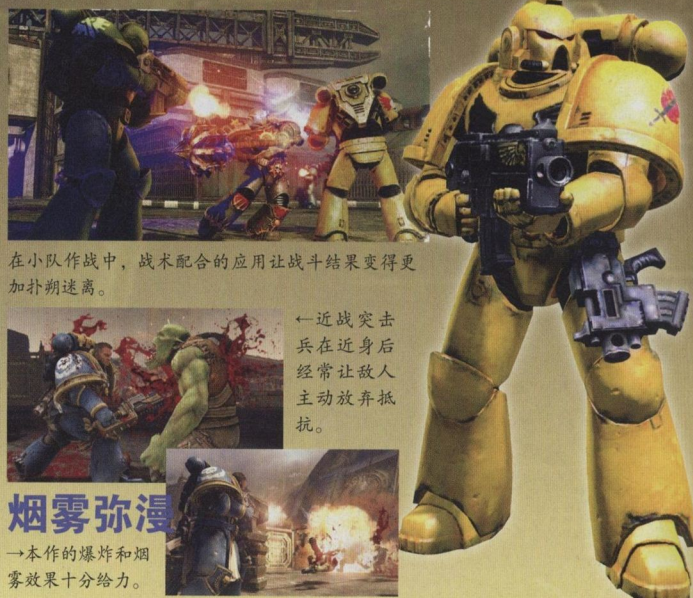 在小队作战中，战术配合的应用让战斗结果变得更
加扑朔迷离。
←近战突击
兵在近身后
经常让敌人
主动放弃抵
抗。
烟雾弥漫
→本作的爆炸和烟
雾效果十分给力。